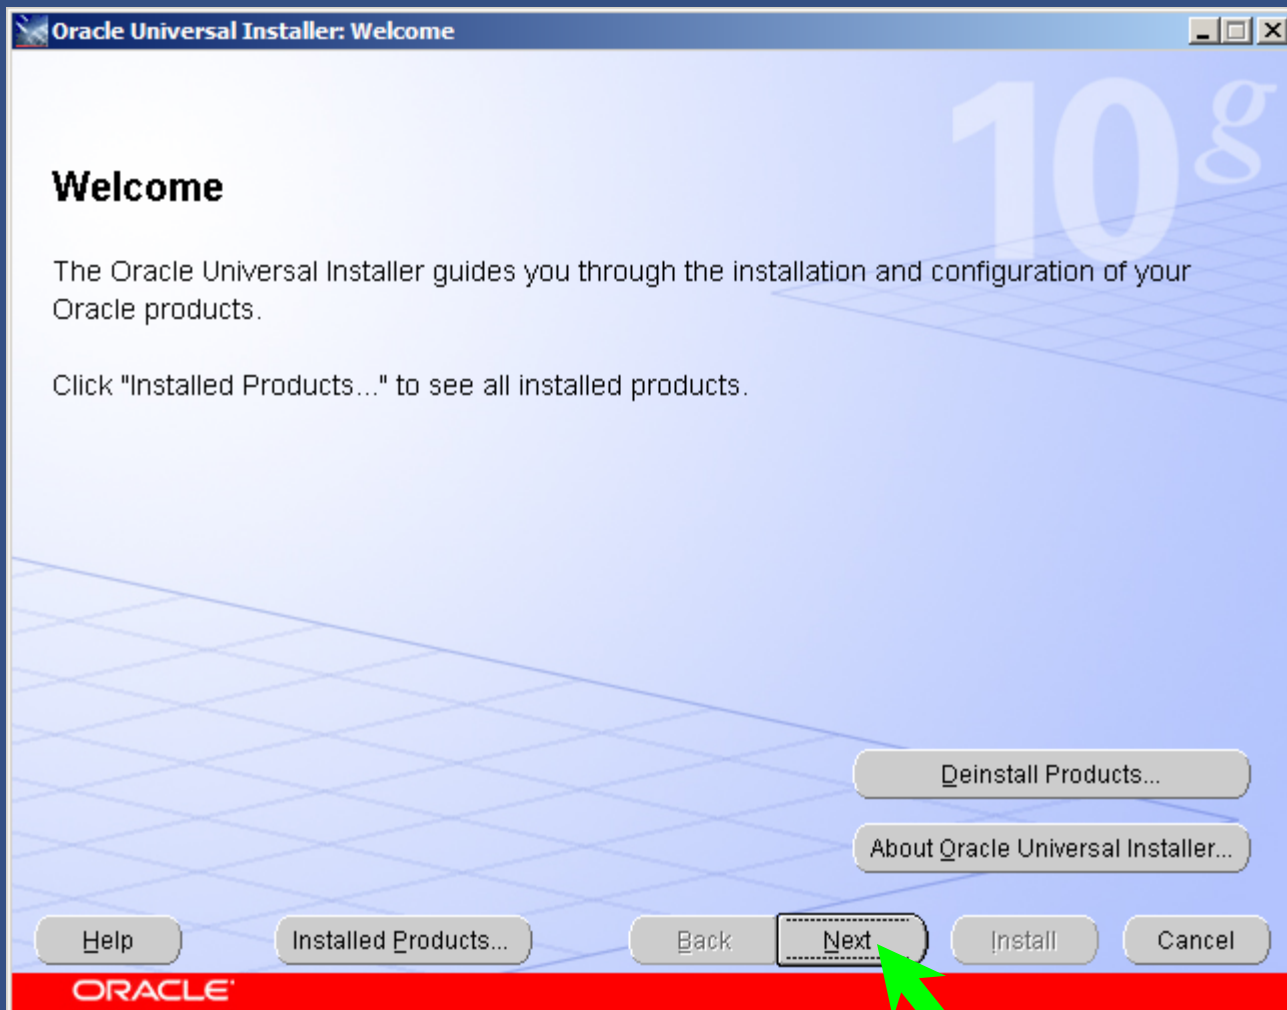 Oracle Universal Installer: Welcome
10g
Welcome
The Oracle Universal Installer guides you through the installation and configuration of your
Oracle products.
Click "Installed Products..." to see all installed products.
Deinstall Products...
About Oracle Universal Installer...
Help Installed Products... Back Next Install Cancel
ORACLE